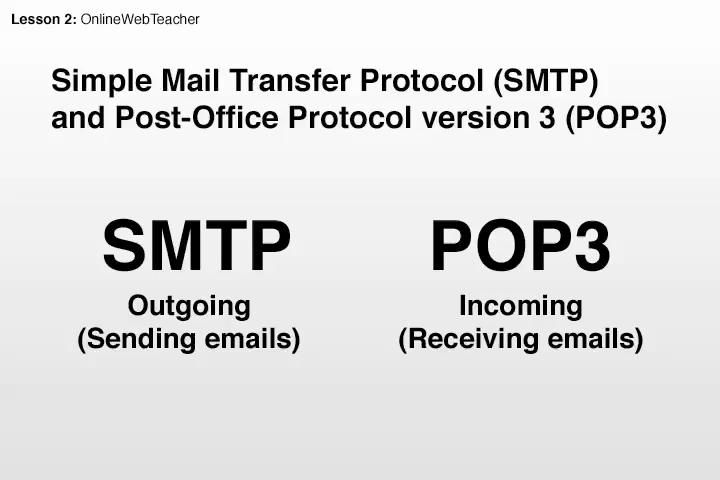 Lesson 2: OnlineWebTeacher
Simple Mail Transfer Protocol (SMTP)
and Post-Office Protocol version 3 (POP3)
SMTP
Outgoing
(Sending emails)
POP3
Incoming
(Receiving emails)